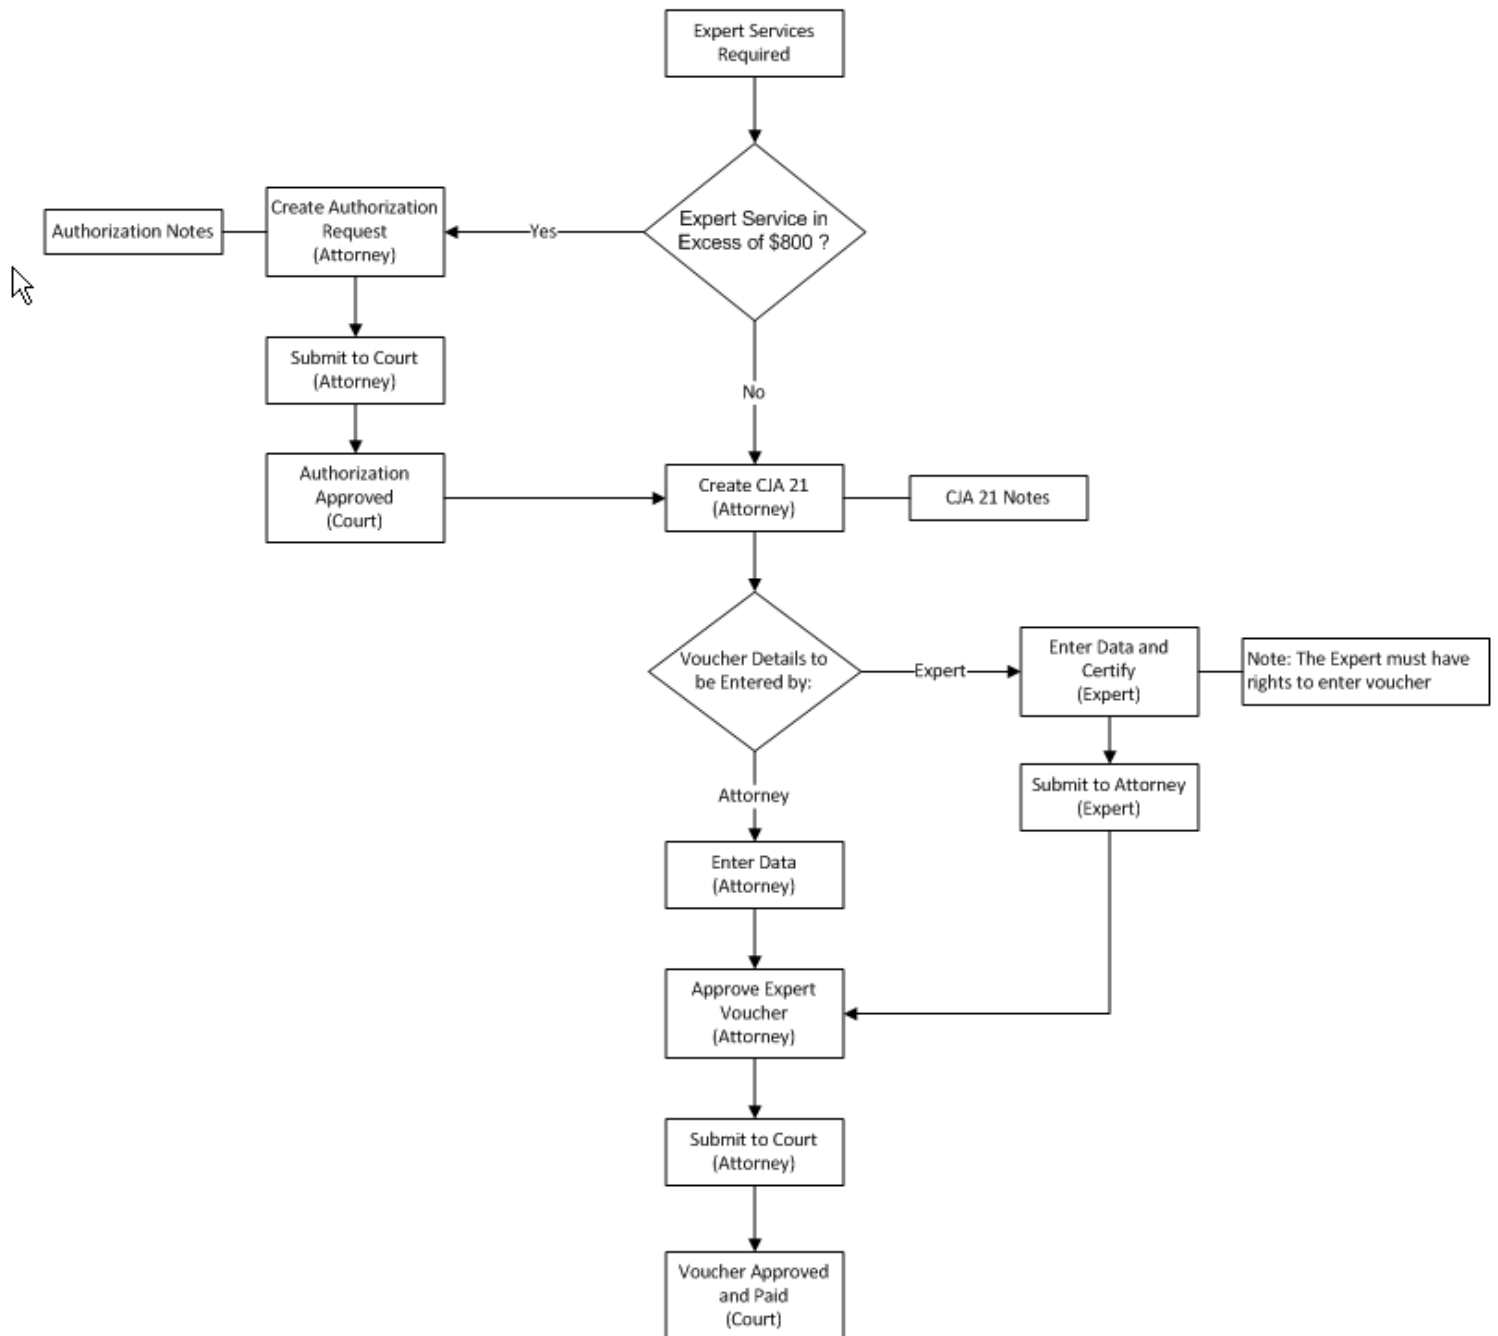 Expert Services
Required
Expert Service in
Excess of $800 ?
Yes
Create Authorization
Request
(Attorney)
Authorization Notes
Submit to Court
(Attorney)
Authorization
Approved
(Court)
No
Create CJA 21
(Attorney)
CJA 21 Notes
Voucher Details to
be Entered by:
Expert
Enter Data and
Certify
(Expert)
Note: The Expert must have
rights to enter voucher
Submit to Attorney
(Expert)
Attorney
Enter Data
(Attorney)
Approve Expert
Voucher
(Attorney)
Submit to Court
(Attorney)
Voucher Approved
and Paid
(Court)